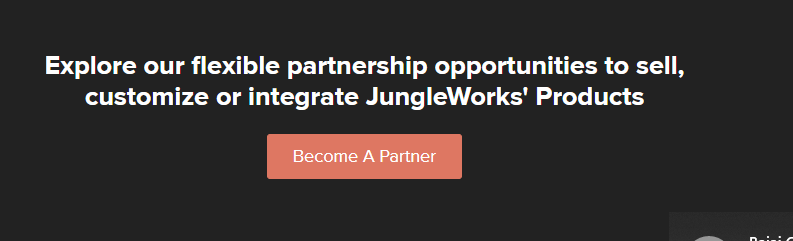 Explore our flexible partnership opportunities to sell,
customize or integrate JungleWorks' Products
Become A Partner